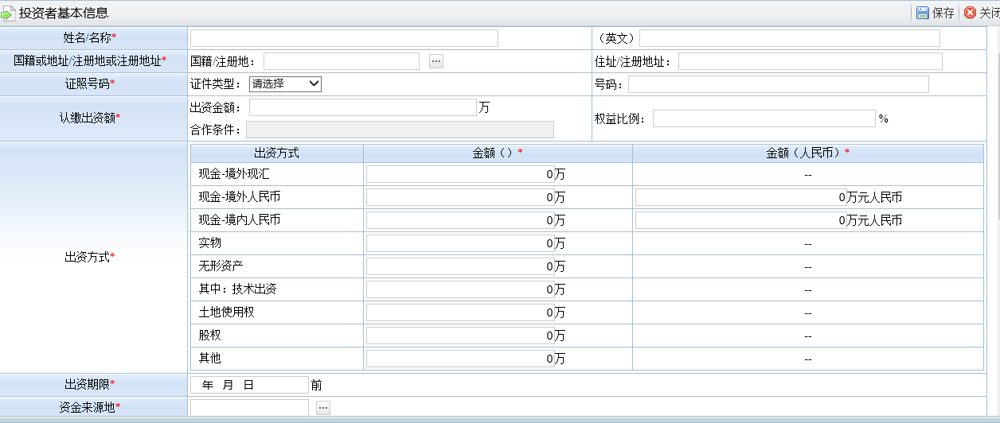 投资者基本信息 保存 关闭
姓名/名称* （英文）
国籍或地址/注册地或注册地址* 国籍/注册地： ... 住址/注册地址：
证照号码* 证件类型： 请选择 号码：
认缴出资额* 出资金额： 万 权益比例： %
合作条件：
出资方式*
出资方式 金额（）* 金额（人民币）*
现金-境外现汇 0万 --
现金-境外人民币 0万 0万元人民币
现金-境内人民币 0万 0万元人民币
实物 0万 --
无形资产 0万 --
其中：技术出资 0万 --
土地使用权 0万 --
股权 0万 --
其他 0万 --
出资期限* 年 月 日 前
资金来源地* ...